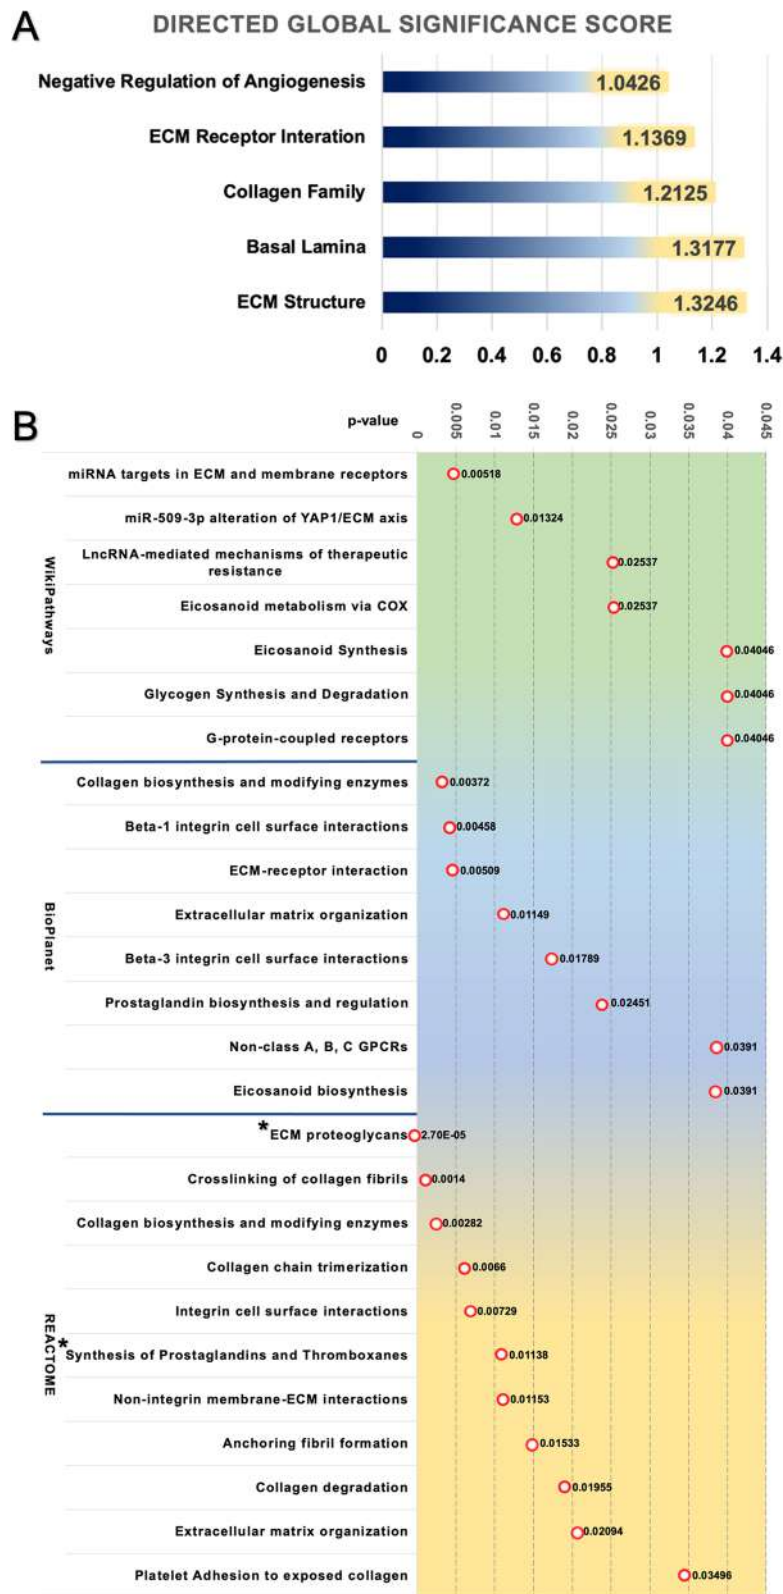 A
DIRECTED GLOBAL SIGNIFICANCE SCORE
Negative Regulation of Angiogenesis 1.0426
ECM Receptor Interation 1.1369
Collagen Family 1.2125
Basal Lamina 1.3177
ECM Structure 1.3246
0 0.2 0.4 0.6 0.8 1 1.2 1.4
B
p-value 0 0.005 0.01 0.015 0.02 0.025 0.03 0.035 0.04 0.045
WikiPathways
miRNA targets in ECM and membrane receptors 0.00518
miR-509-3p alteration of YAP1/ECM axis 0.01324
LncRNA-mediated mechanisms of therapeutic
resistance 0.02537
Eicosanoid metabolism via COX 0.02537
Eicosanoid Synthesis 0.04046
Glycogen Synthesis and Degradation 0.04046
G-protein-coupled receptors 0.04046
BioPlanet
Collagen biosynthesis and modifying enzymes 0.00372
Beta-1 integrin cell surface interactions 0.00458
ECM-receptor interaction 0.00509
Extracellular matrix organization 0.01149
Beta-3 integrin cell surface interactions 0.01789
Prostaglandin biosynthesis and regulation 0.02451
Non-class A, B, C GPCRs 0.0391
Eicosanoid biosynthesis 0.0391
REACTOME
*ECM proteoglycans 2.70E-05
Crosslinking of collagen fibrils 0.0014
Collagen biosynthesis and modifying enzymes 0.00282
Collagen chain trimerization 0.0066
Integrin cell surface interactions 0.00729
*Synthesis of Prostaglandins and Thromboxanes 0.01138
Non-integrin membrane-ECM interactions 0.01153
Anchoring fibril formation 0.01533
Collagen degradation 0.01955
Extracellular matrix organization 0.02094
Platelet Adhesion to exposed collagen 0.03496